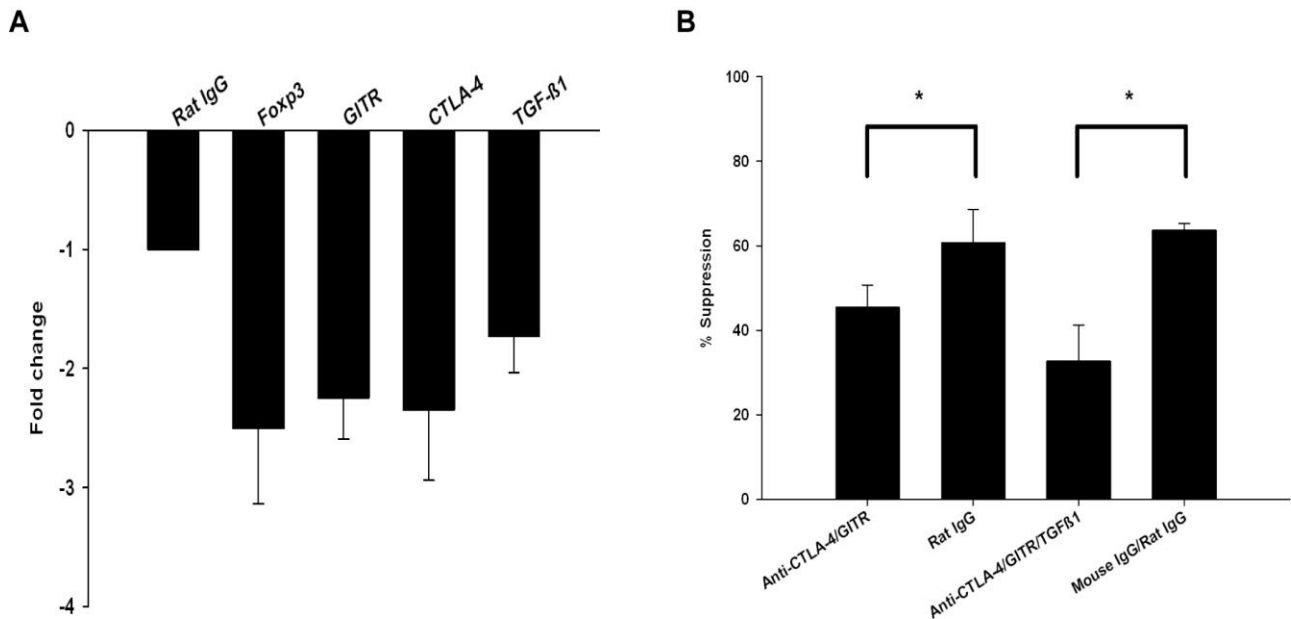 A
Rat IgG
Foxp3
GITR
CTLA-4
TGF-ß1
0
-1
-2
-3
-4
Fold change
B
100
80
60
40
20
0
% Suppression
*
*
Anti-CTLA-4/GITR
Rat IgG
Anti-CTLA-4/GITR/TGFß1
Mouse IgG/Rat IgG